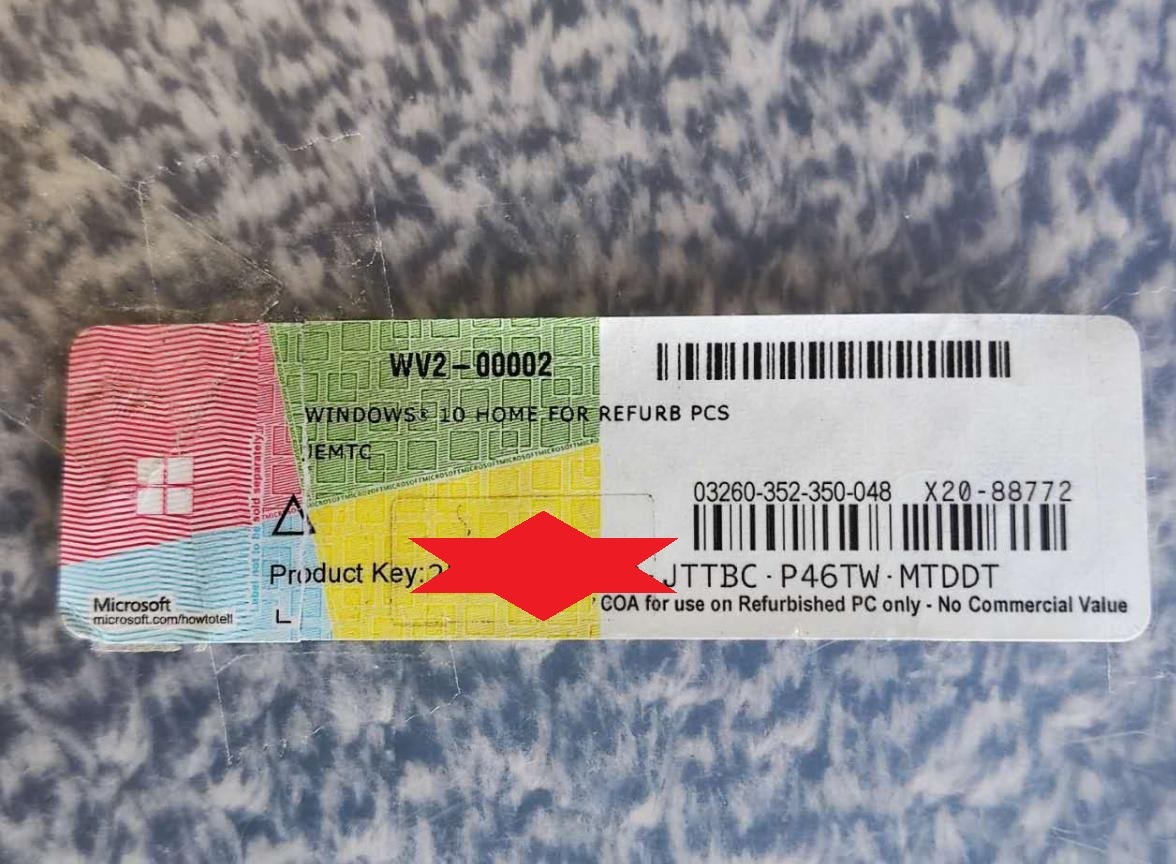 WV2-00002
WINDOWS® 10 HOME FOR REFURB PCS
JEMTC
03260-352-350-048 X20-88772
Product Key: JTTBC-P46TW-MTDDT
COA for use on Refurbished PC only - No Commercial Value
Microsoft
microsoft.com/howtotell